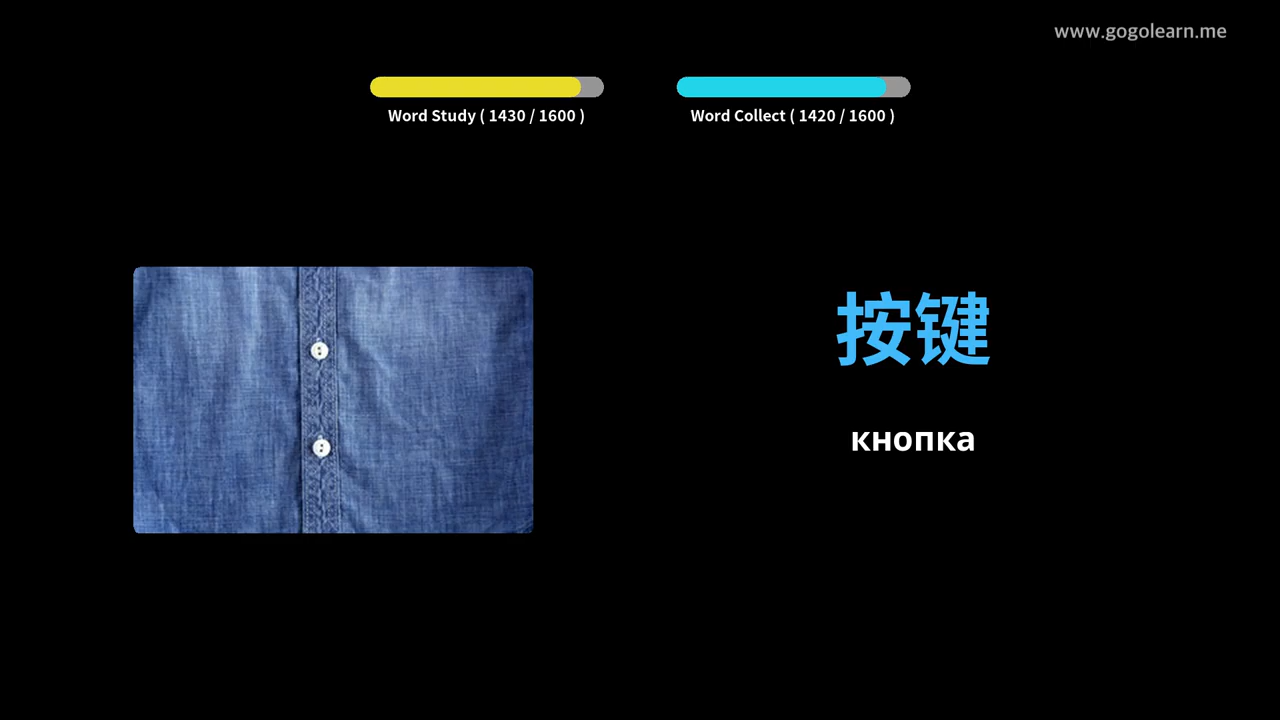 www.gogolearn.me
Word Study ( 1430 / 1600 )
Word Collect ( 1420 / 1600 )
按键
кнопка